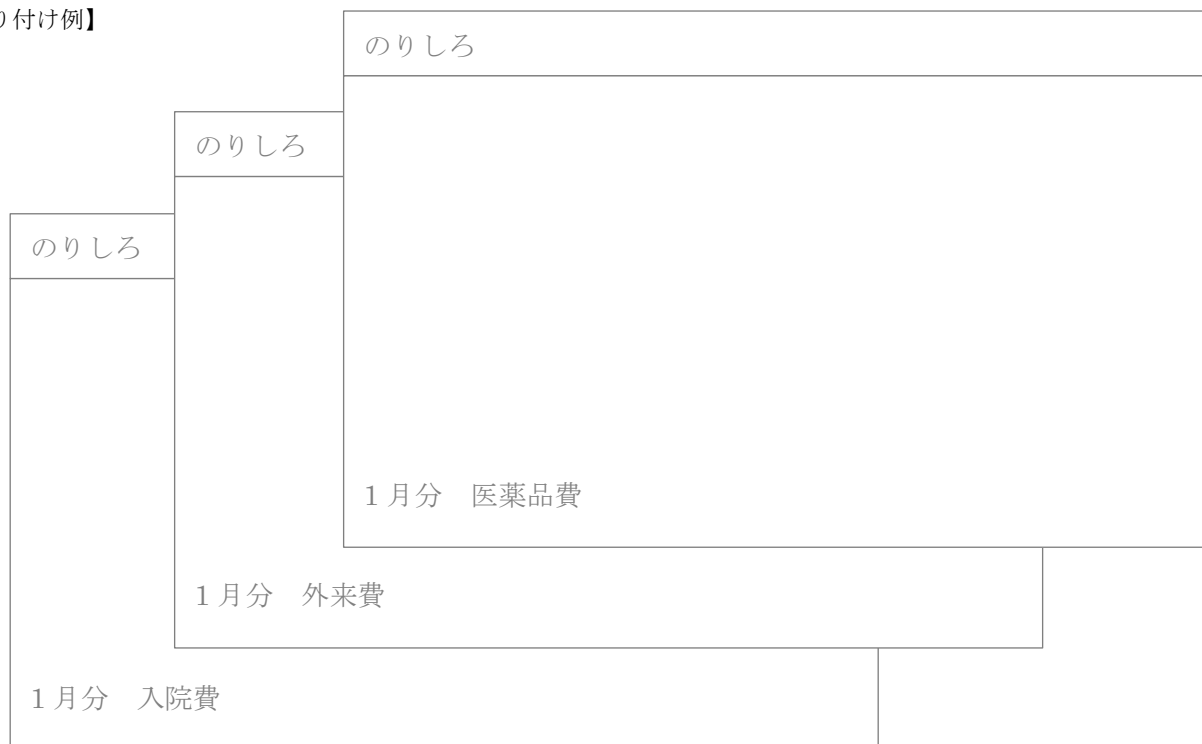 り付け例】
のりしろ
のりしろ
のりしろ
１月分　医薬品費
１月分　外来費
１月分　入院費